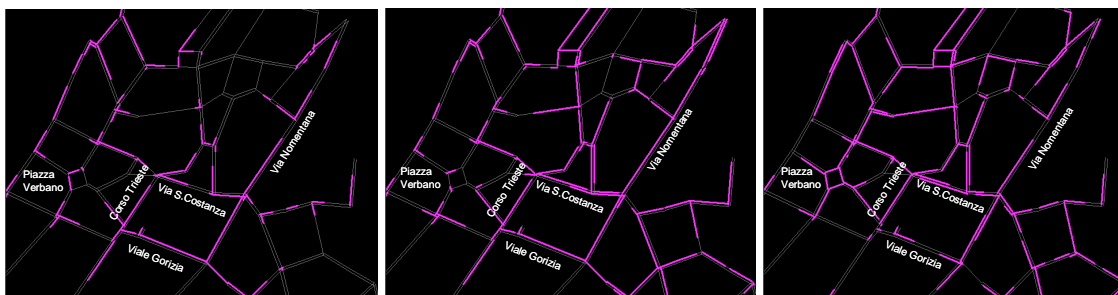 Piazza
Verbano
Corso Trieste
Via S.Costanza
Viale Gorizia
Via Nomentana
Piazza
Verbano
Corso Trieste
Via S.Costanza
Viale Gorizia
Via Nomentana
Piazza
Verbano
Corso Trieste
Via S.Costanza
Viale Gorizia
Via Nomentana